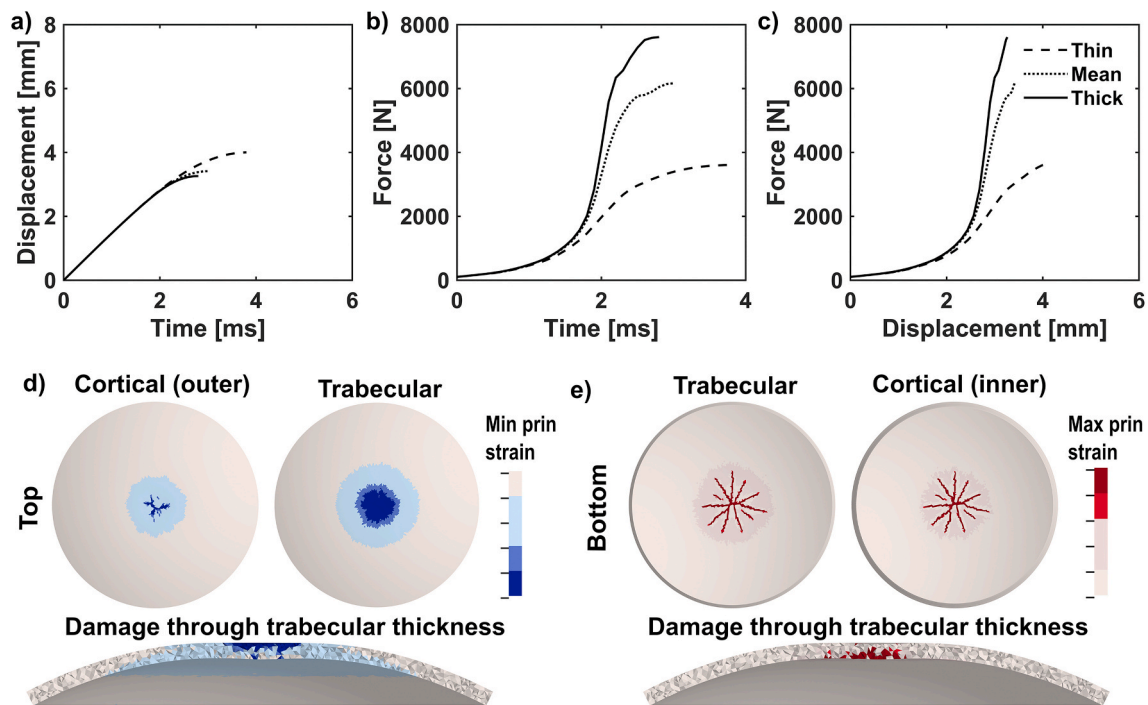 a)
Displacement [mm]
8
6
4
2
0
0 2 4 6
Time [ms]
b)
Force [N]
8000
6000
4000
2000
0
0 2 4
Time [ms]
c)
Force [N]
8000
6000
4000
2000
0
0 1 2 3 4 5 6
Displacement [mm]
Thin
Mean
Thick
d)
Cortical (outer)
Trabecular
Min prin
strain
Top
Damage through trabecular thickness
e)
Trabecular
Cortical (inner)
Max prin
strain
Bottom
Damage through trabecular thickness